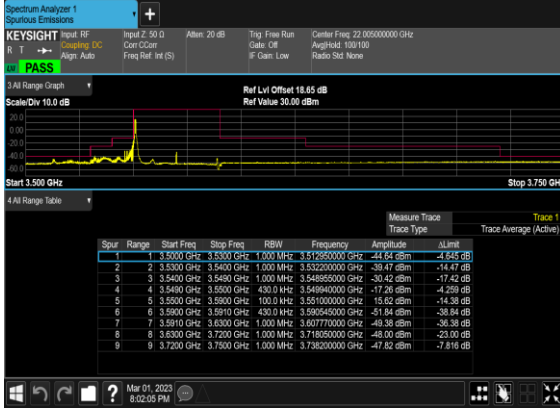 Spectrum Analyzer 1
Spurious Emissions
+
KEYSIGHT Input: RF Input Z: 50 Ω Atten: 20 dB Trig: Free Run Center Freq: 22.005000000 GHz
R T Coupling: DC Corr CCorr Gate: Off Avg|Hold: 100/100
Align: Auto Freq Ref: Int (S) IF Gain: Low Radio Std: None
PASS
3 All Range Graph
Ref Lvl Offset 18.65 dB
Scale/Div 10.0 dB Ref Value 30.00 dBm
20.0
0.00
-20.0
-40.0
-60.0
Start 3.500 GHz Stop 3.750 GH
4 All Range Table
Measure Trace Trace 1
Trace Type Trace Average (Active)
Spur Range Start Freq Stop Freq RBW Frequency Amplitude ΔLimit
1 1 3.5000 GHz 3.5300 GHz 1.000 MHz 3.512950000 GHz -44.64 dBm -4.645 dB
2 2 3.5300 GHz 3.5400 GHz 1.000 MHz 3.532200000 GHz -39.47 dBm -14.47 dB
3 3 3.5400 GHz 3.5490 GHz 1.000 MHz 3.548955000 GHz -30.42 dBm -17.42 dB
4 4 3.5490 GHz 3.5500 GHz 430.0 kHz 3.549940000 GHz -17.26 dBm -4.259 dB
5 5 3.5500 GHz 3.5900 GHz 100.0 kHz 3.551000000 GHz 15.62 dBm -14.38 dB
6 6 3.5900 GHz 3.5910 GHz 430.0 kHz 3.590545000 GHz -51.84 dBm -38.84 dB
7 7 3.5910 GHz 3.6300 GHz 1.000 MHz 3.607770000 GHz -49.38 dBm -36.38 dB
8 8 3.6300 GHz 3.7200 GHz 1.000 MHz 3.718050000 GHz -48.00 dBm -23.00 dB
9 9 3.7200 GHz 3.7500 GHz 1.000 MHz 3.738200000 GHz -47.82 dBm -7.816 dB
? Mar 01, 2023
8:02:05 PM